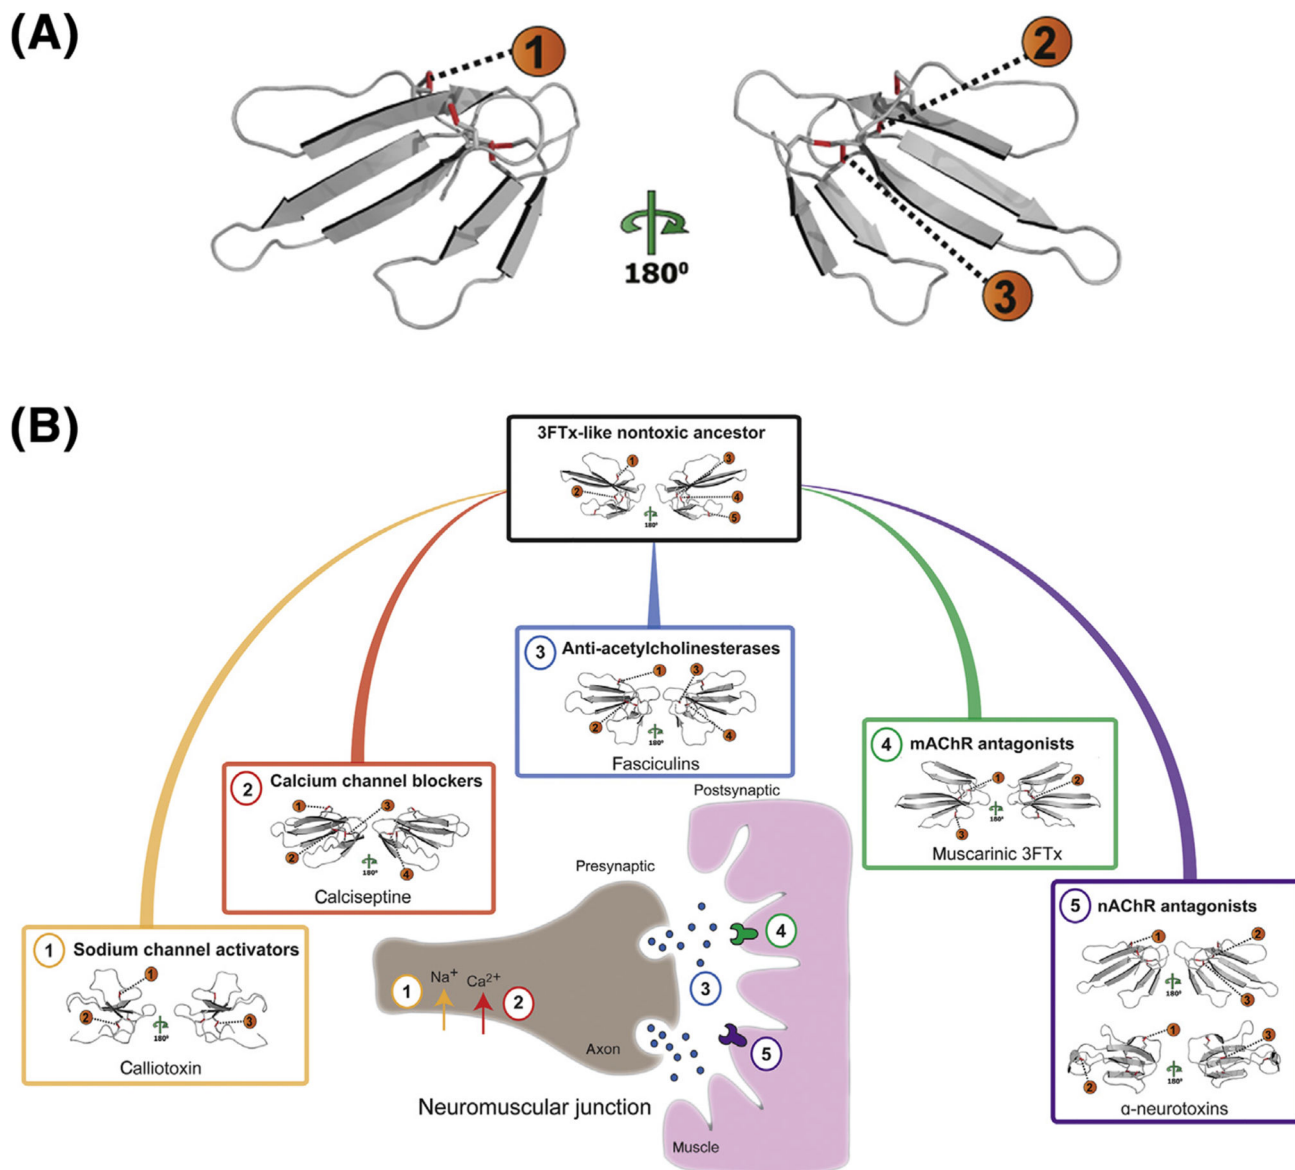 (A)
1
2
3
180⁰
(B)
3FTx-like nontoxic ancestor
1
2
3
4
5
180⁰
3
Anti-acetylcholinesterases
1
2
3
4
180⁰
Fasciculins
4
mAChR antagonists
1
2
3
180⁰
Muscarinic 3FTx
2
Calcium channel blockers
1
2
3
4
180⁰
Calciseptine
5
nAChR antagonists
1
2
3
180⁰
1
2
3
180⁰
α-neurotoxins
1
Sodium channel activators
1
2
3
180⁰
Calliotoxin
Postsynaptic
Presynaptic
1
Na⁺
Ca²⁺
2
3
4
5
Axon
Neuromuscular junction
Muscle